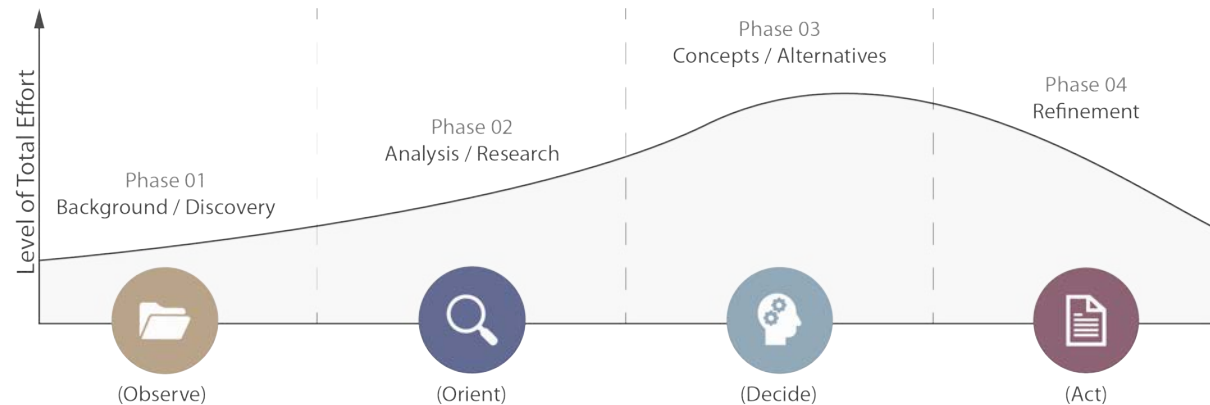 Level of Total Effort
Phase 01
Background / Discovery
Phase 02
Analysis / Research
Phase 03
Concepts / Alternatives
Phase 04
Refinement
(Observe)
(Orient)
(Decide)
(Act)